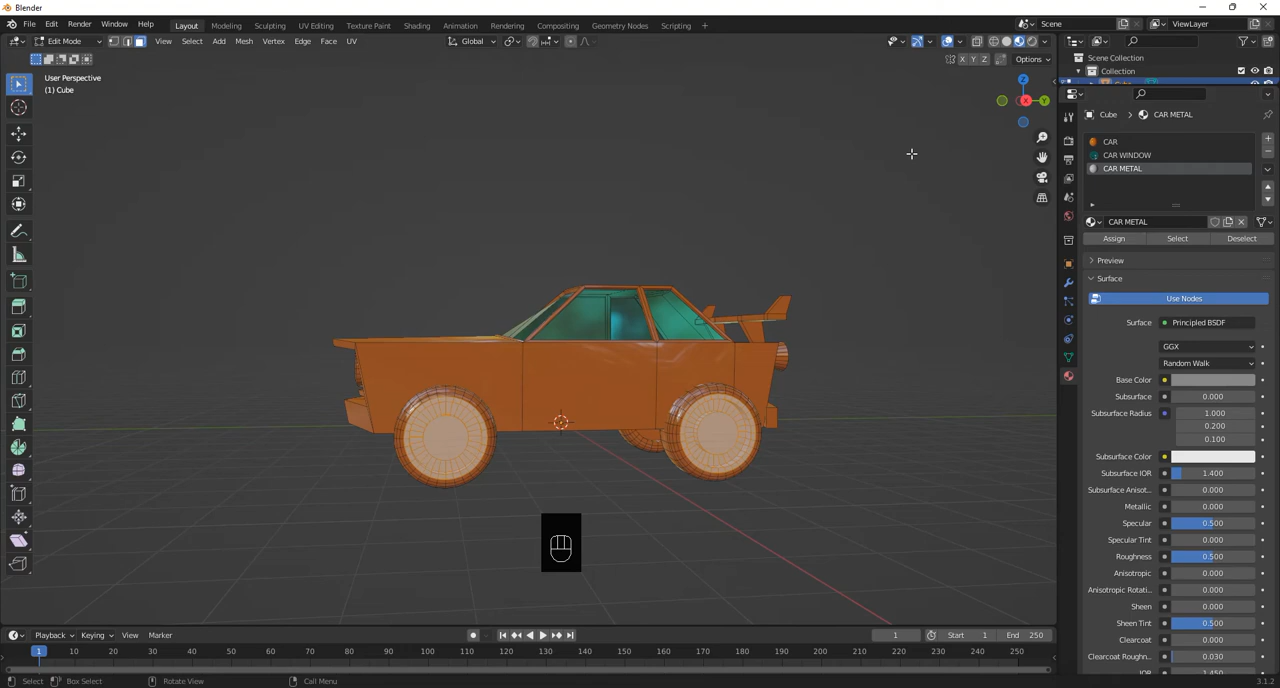 Blender
File Edit Render Window Help Layout Modeling Sculpting UV Editing Texture Paint Shading Animation Rendering Compositing Geometry Nodes Scripting + Scene ViewLayer
Edit Mode View Select Add Mesh Vertex Edge Face UV Global
X Y Z Options
User Perspective
(1) Cube
Z
X Y
Scene Collection
Collection
Cube CAR METAL
CAR
CAR WINDOW
CAR METAL
CAR METAL
Assign Select Deselect
Preview
Surface
Use Nodes
Surface Principled BSDF
GGX
Random Walk
Base Color
Subsurface 0.000
Subsurface Radius 1.000
0.200
0.100
Subsurface Color
Subsurface IOR 1.400
Subsurface Anisot... 0.000
Metallic 0.000
Specular 0.500
Specular Tint 0.000
Roughness 0.500
Anisotropic 0.000
Anisotropic Rotati... 0.000
Sheen 0.000
Sheen Tint 0.500
Clearcoat 0.000
Clearcoat Roughn... 0.030
Playback Keying View Marker 1 Start 1 End 250
1 10 20 30 40 50 60 70 80 90 100 110 120 130 140 150 160 170 180 190 200 210 220 230 240 250
Select Box Select Rotate View Call Menu 3.1.2